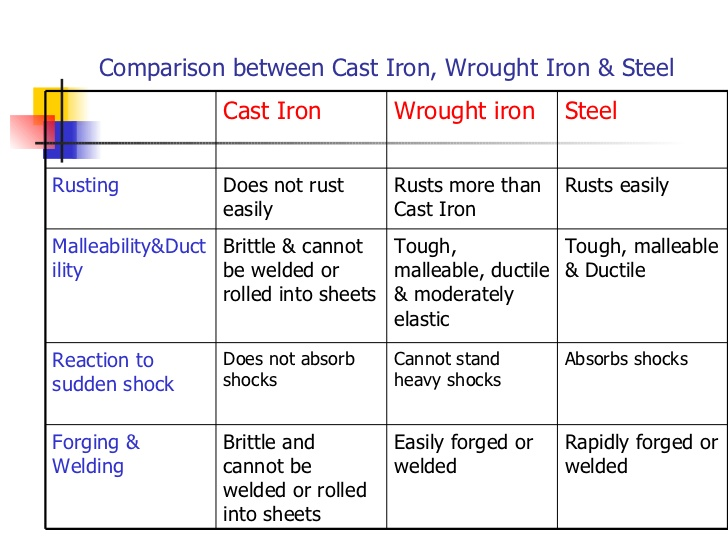 Comparison between Cast Iron, Wrought Iron & Steel
Cast Iron
Wrought iron
Steel
Rusting
Does not rust
easily
Rusts more than
Cast Iron
Rusts easily
Malleability&Duct
ility
Brittle & cannot
be welded or
rolled into sheets
Tough,
malleable, ductile
& moderately
elastic
Tough, malleable
& Ductile
Reaction to
sudden shock
Does not absorb
shocks
Cannot stand
heavy shocks
Absorbs shocks
Forging &
Welding
Brittle and
cannot be
welded or rolled
into sheets
Easily forged or
welded
Rapidly forged or
welded